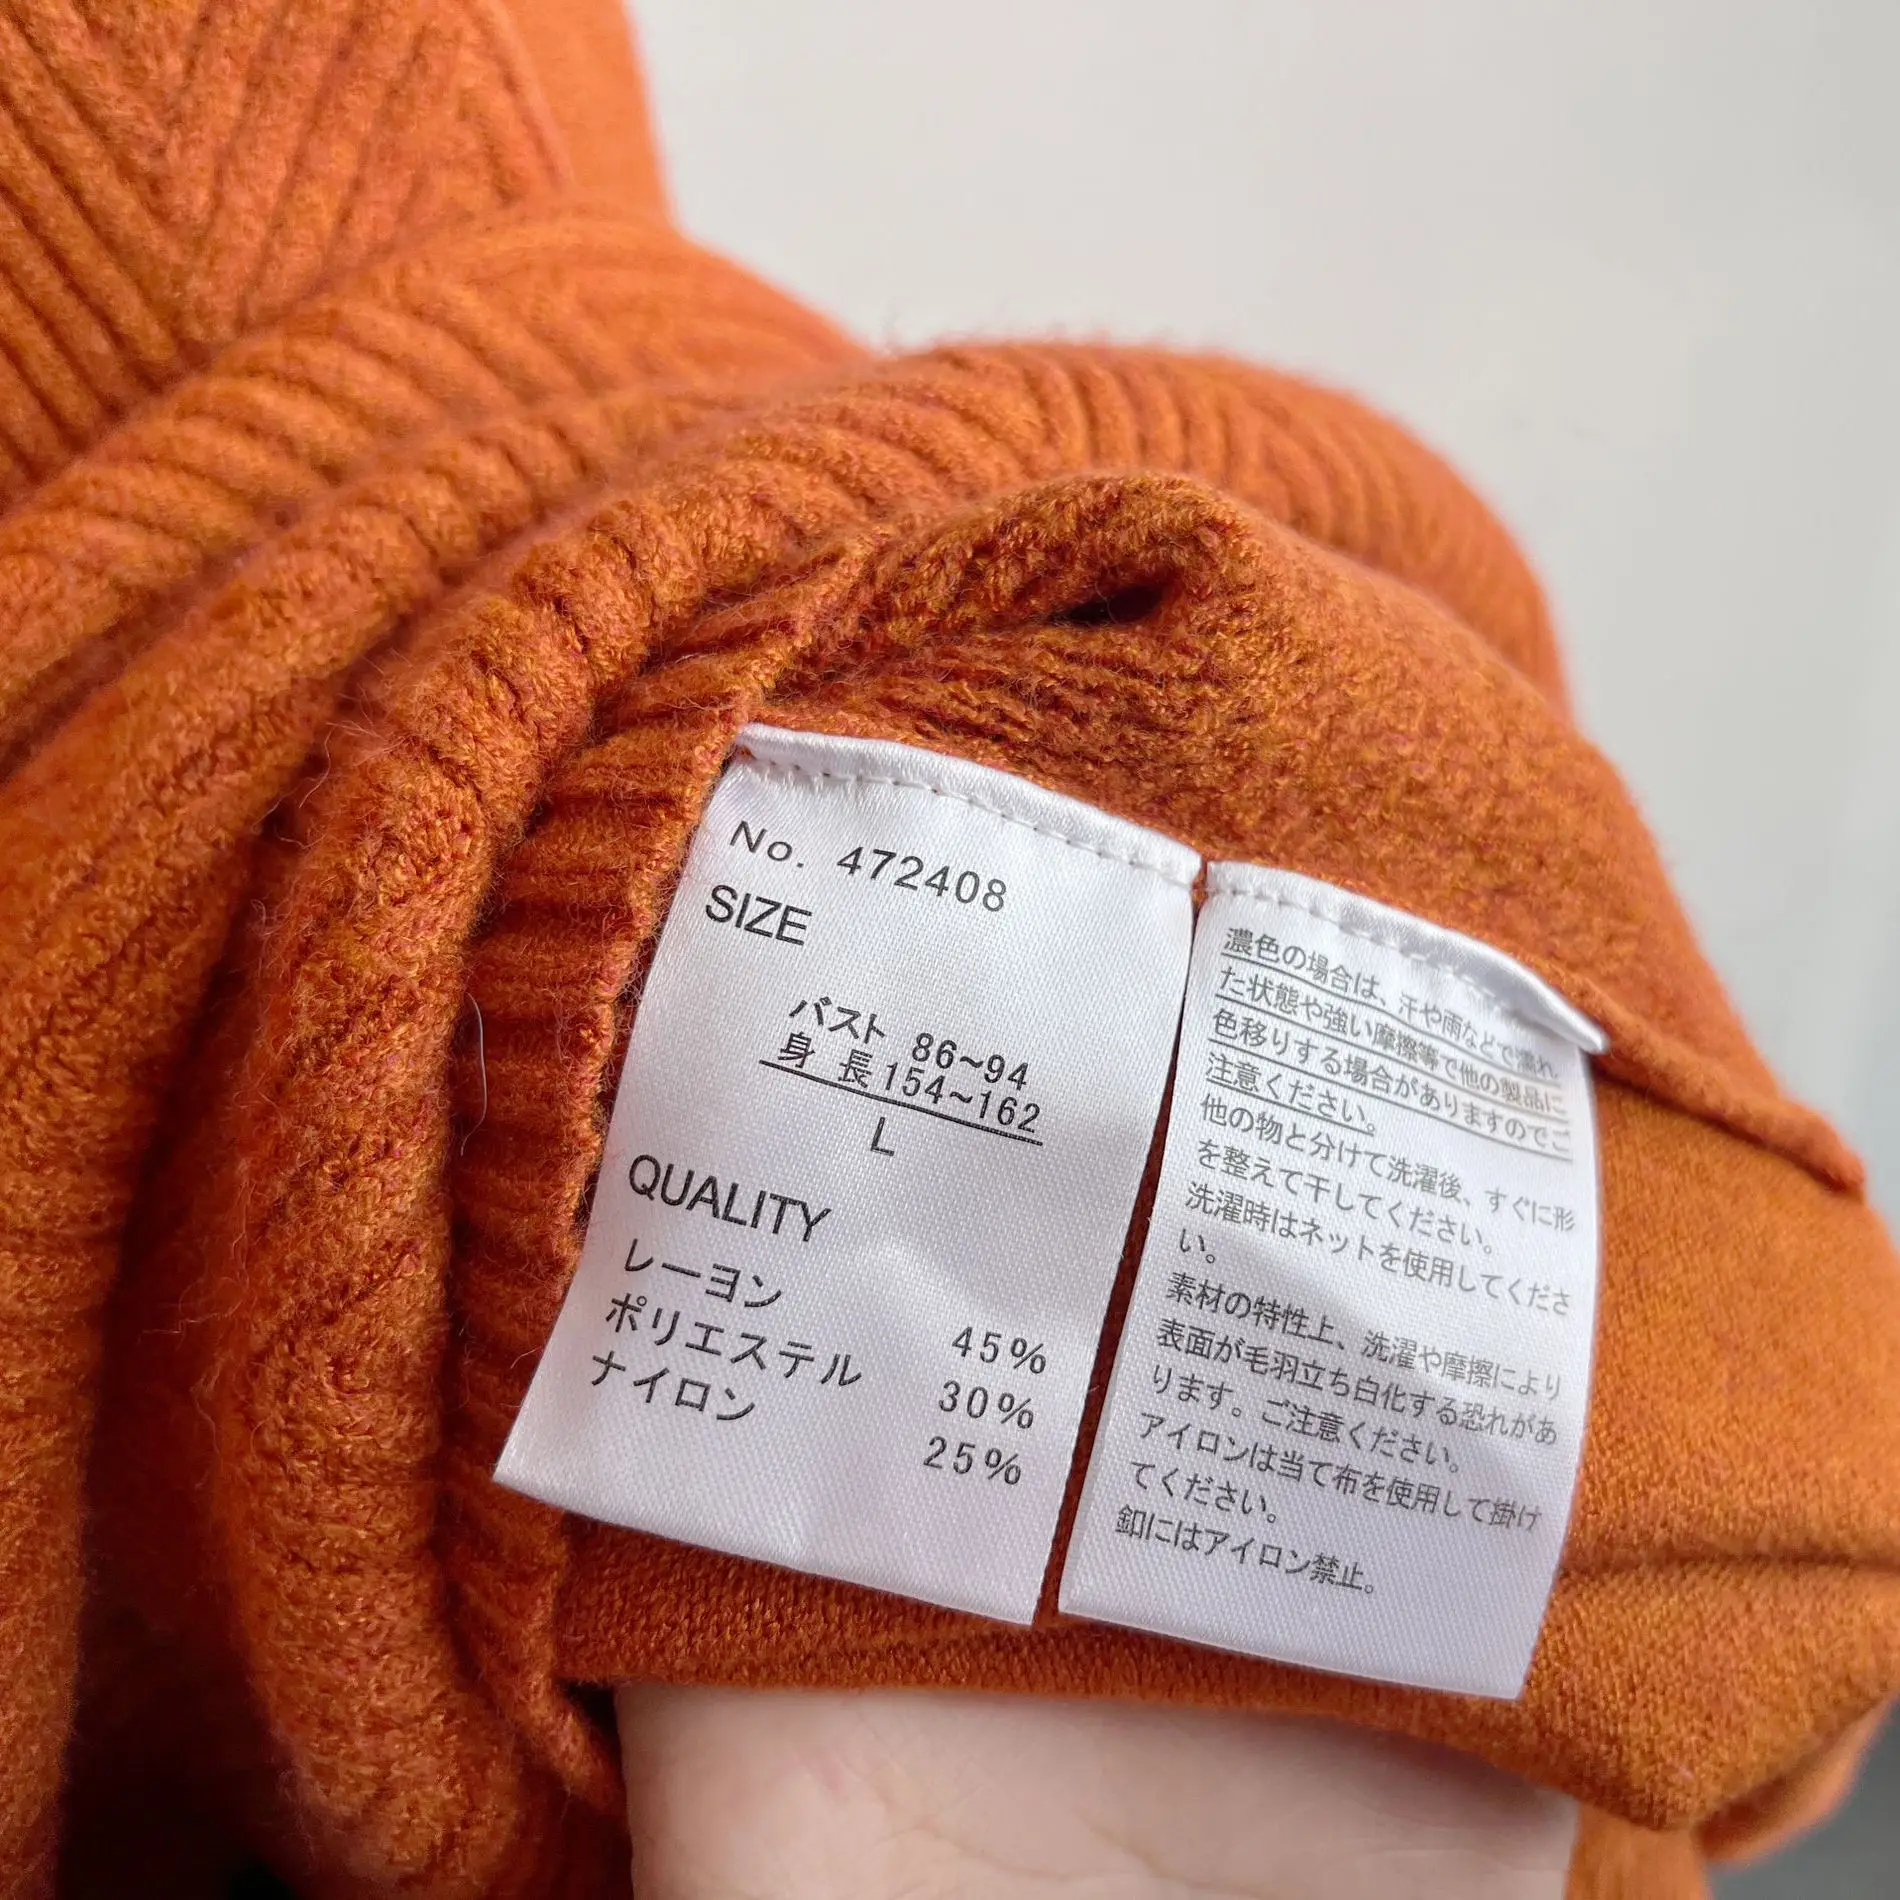 No. 472408
SIZE
バスト 86~94
身 長 154~162
L
QUALITY
レーヨン 45%
ポリエステル 30%
ナイロン 25%
濃色の場合は、汗や雨などで濡れ
た状態や強い摩擦等で他の製品に
色移りする場合がありますのでご
注意ください。
他の物と分けて洗濯後、すぐに形
を整えて干してください。
洗濯時はネットを使用してくださ
い。
素材の特性上、洗濯や摩擦により
表面が毛羽立ち白化する恐れがあ
ります。ご注意ください。
アイロンは当て布を使用して掛け
てください。
釦にはアイロン禁止。